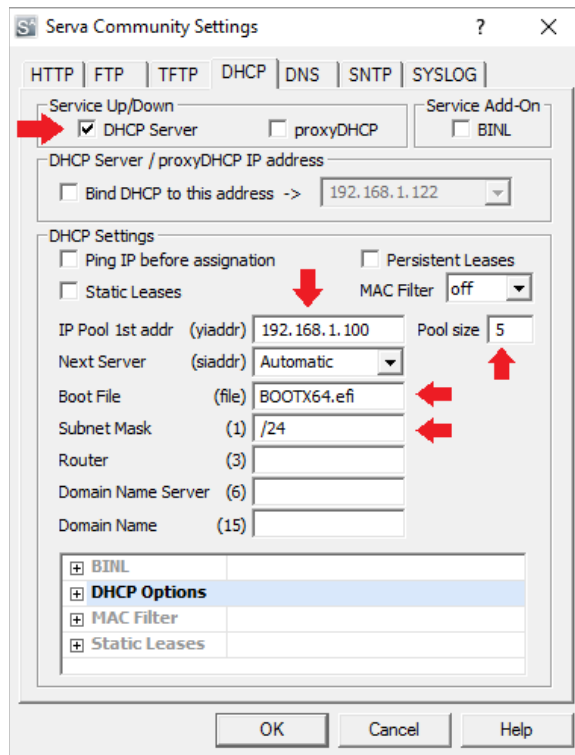 Serva Community Settings ? ×
HTTP FTP TFTP DHCP DNS SNTP SYSLOG
Service Up/Down Service Add-On
DHCP Server proxyDHCP BINL
DHCP Server / proxyDHCP IP address
Bind DHCP to this address -> 192.168.1.122
DHCP Settings
Ping IP before assignation Persistent Leases
Static Leases MAC Filter off
IP Pool 1st addr (yiaddr) 192.168.1.100 Pool size 5
Next Server (siaddr) Automatic
Boot File (file) BOOTX64.efi
Subnet Mask (1) /24
Router (3)
Domain Name Server (6)
Domain Name (15)
BINL
DHCP Options
MAC Filter
Static Leases
OK Cancel Help